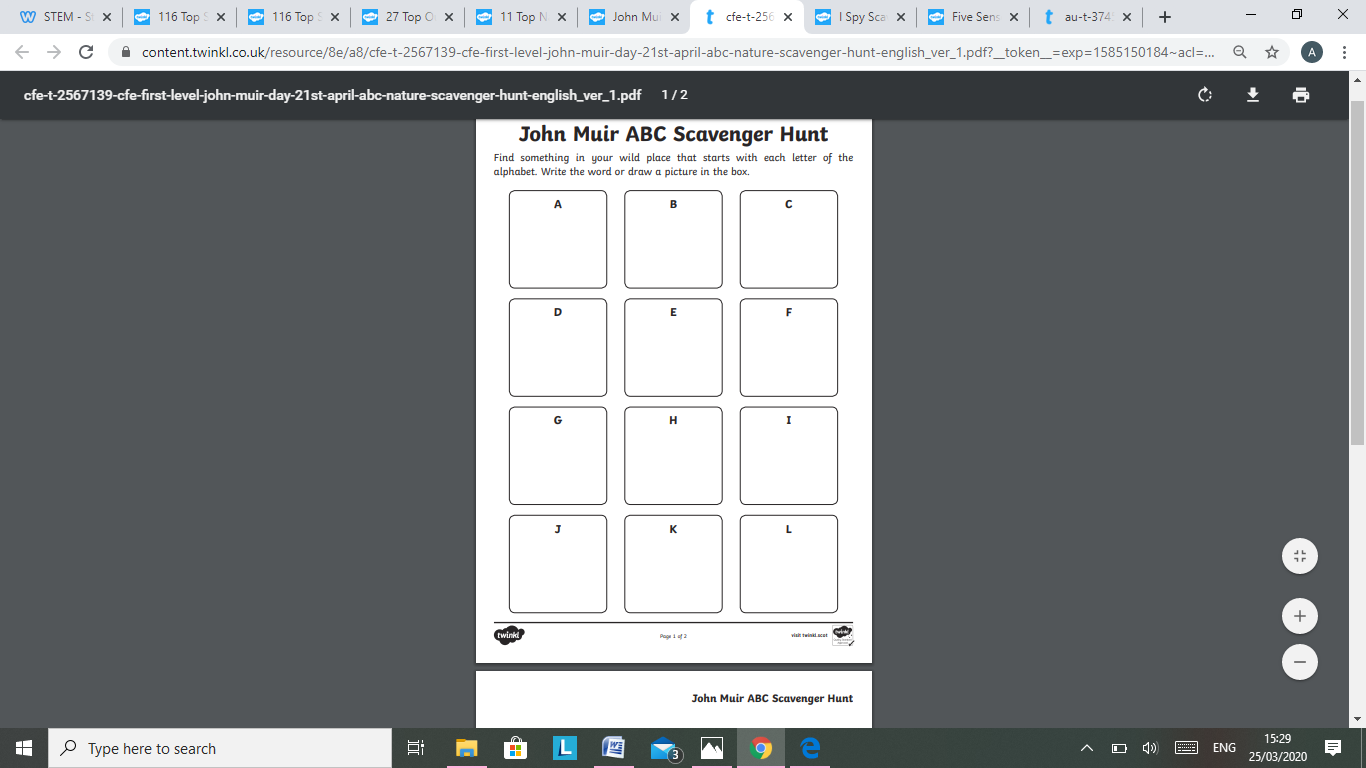 STEM - S
116 Top S
116 Top S
27 Top O
11 Top N
John Mui
cfe-t-256
I Spy Sca
Five Sens
au-t-374
content.twinkl.co.uk/resource/8e/a8/cfe-t-2567139-cfe-first-level-john-muir-day-21st-april-abc-nature-scavenger-hunt-english_ver_1.pdf?__token__=exp=1585150184~acl=...
A
cfe-t-2567139-cfe-first-level-john-muir-day-21st-april-abc-nature-scavenger-hunt-english_ver_1.pdf 1 / 2
John Muir ABC Scavenger Hunt
Find something in your wild place that starts with each letter of the
alphabet. Write the word or draw a picture in the box.
A B C
D E F
G H I
J K L
twinkl
Page 1 of 2
visit twinkl.scot
twinkl
John Muir ABC Scavenger Hunt
Type here to search
L
3
ENG
15:29
25/03/2020